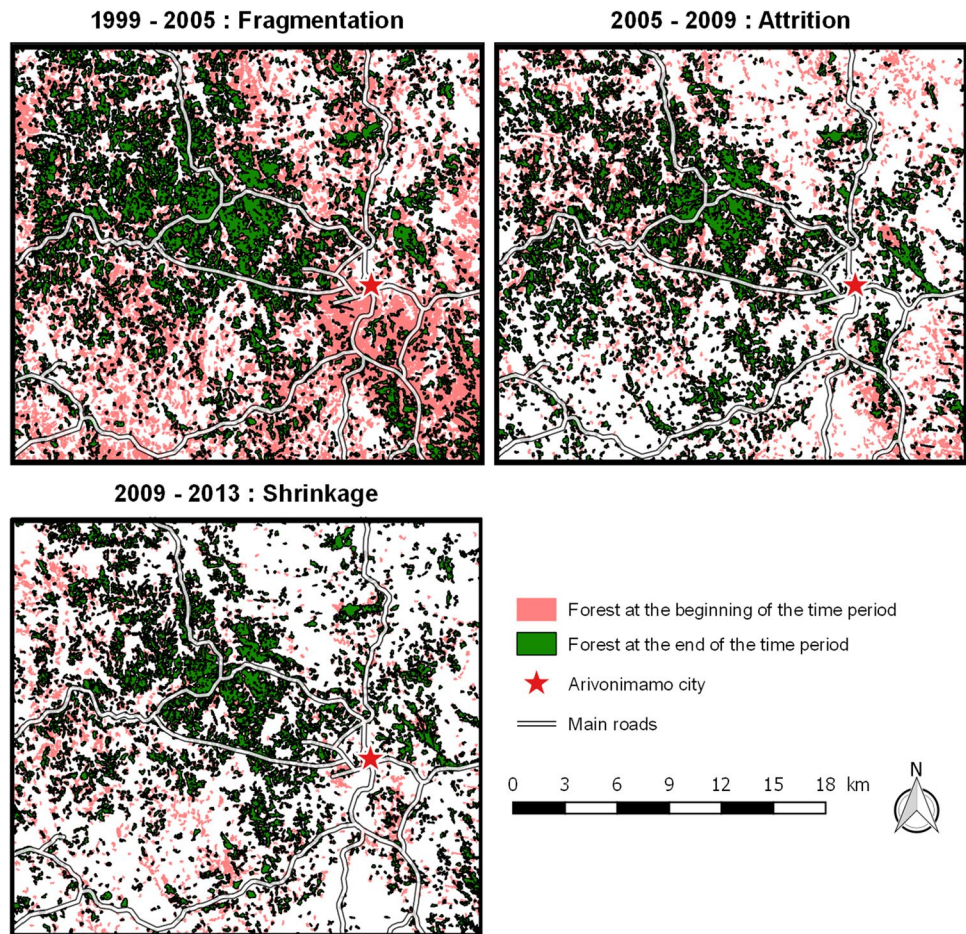 1999 - 2005 : Fragmentation
2005 - 2009 : Attrition
2009 - 2013 : Shrinkage
Forest at the beginning of the time period
Forest at the end of the time period
Arivonimamo city
Main roads
0 3 6 9 12 15 18 km
N